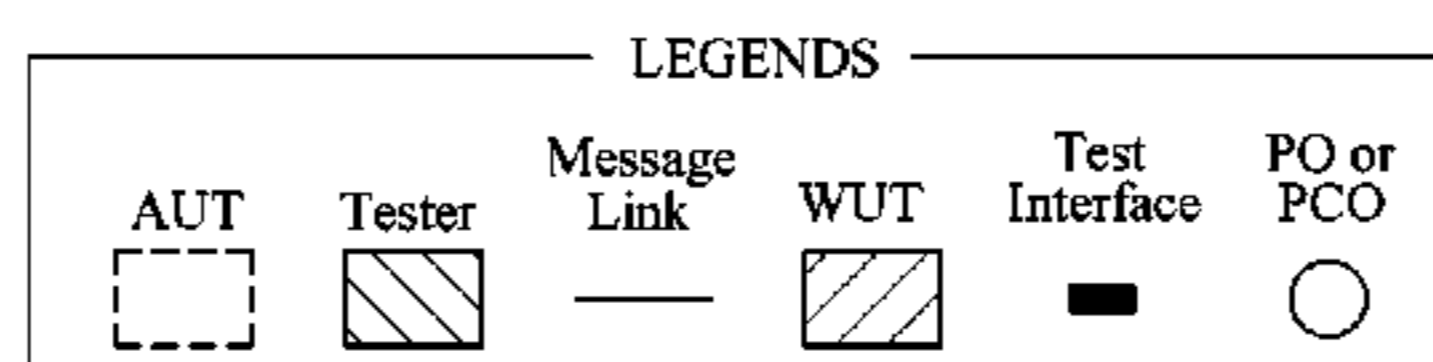 LEGENDS
AUT
Tester
Message
Link
WUT
Test
Interface
PO or
PCO